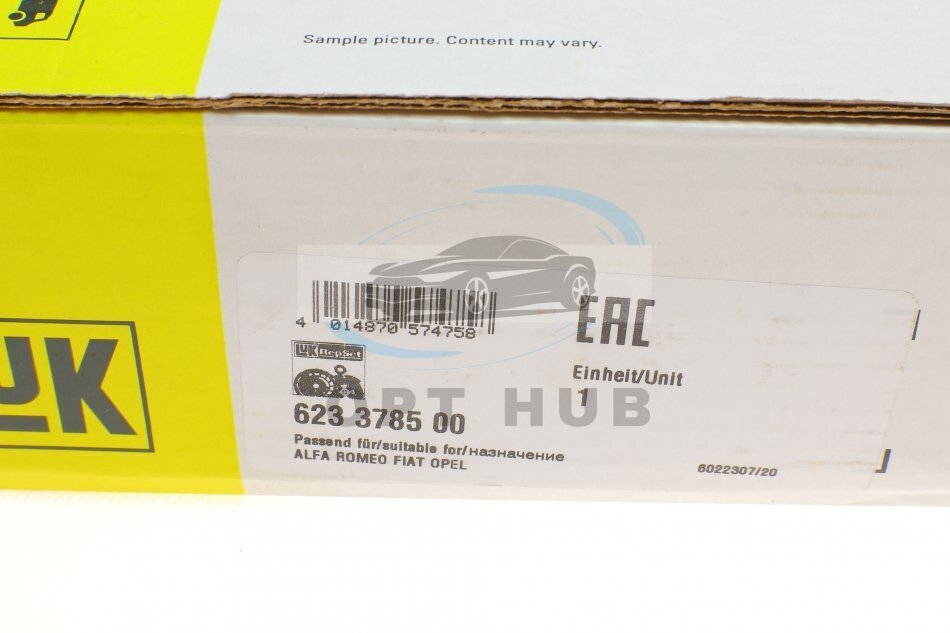 Sample picture. Content may vary.
LUK
4 014870 574758
EAC
LUK RepSet
Einheit/Unit
1
623 3785 00
OPT HUB
Passend für/suitable for/назначение
ALFA ROMEO FIAT OPEL
6022307/20